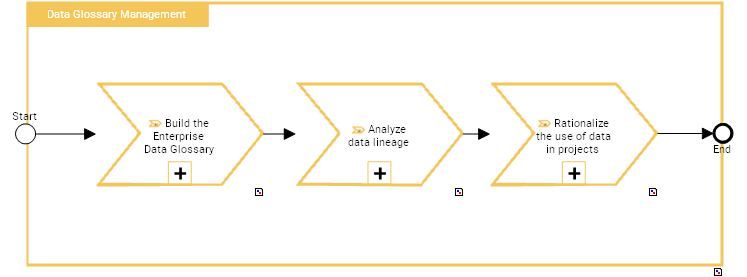 Data Glossary Management
Start
Build the
Enterprise
Data Glossary
Analyze
data lineage
Rationalize
the use of data
in projects
End